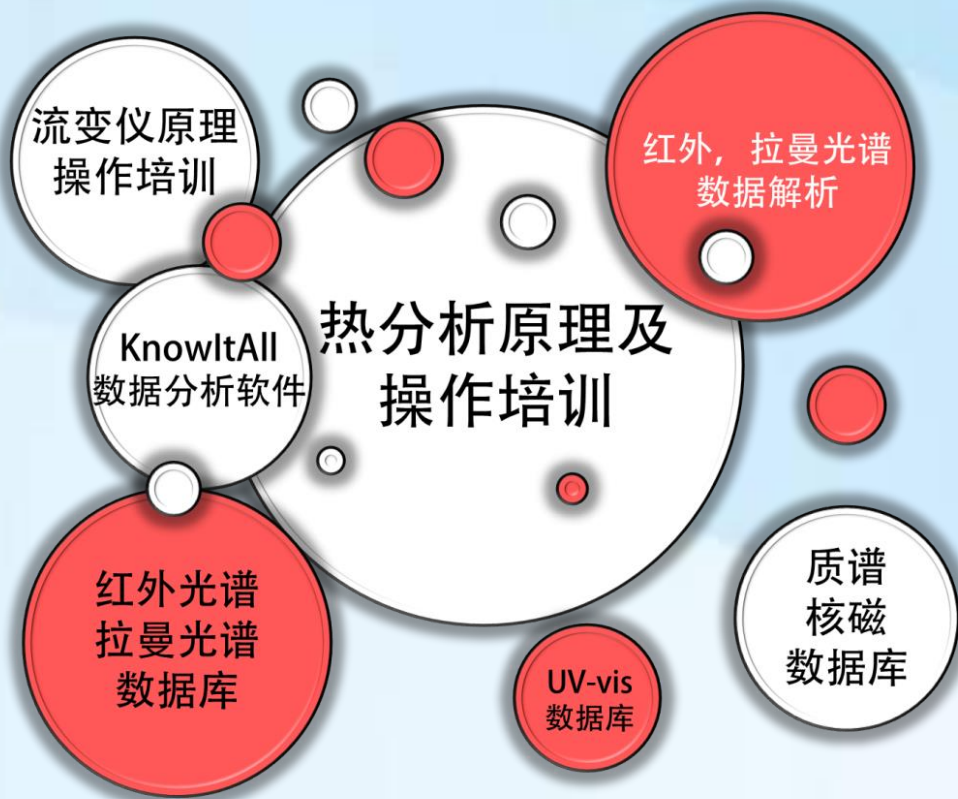 流变仪原理
操作培训
红外，拉曼光谱
数据解析
KnowItAll
数据分析软件
热分析原理及
操作培训
红外光谱
拉曼光谱
数据库
UV-vis
数据库
质谱
核磁
数据库